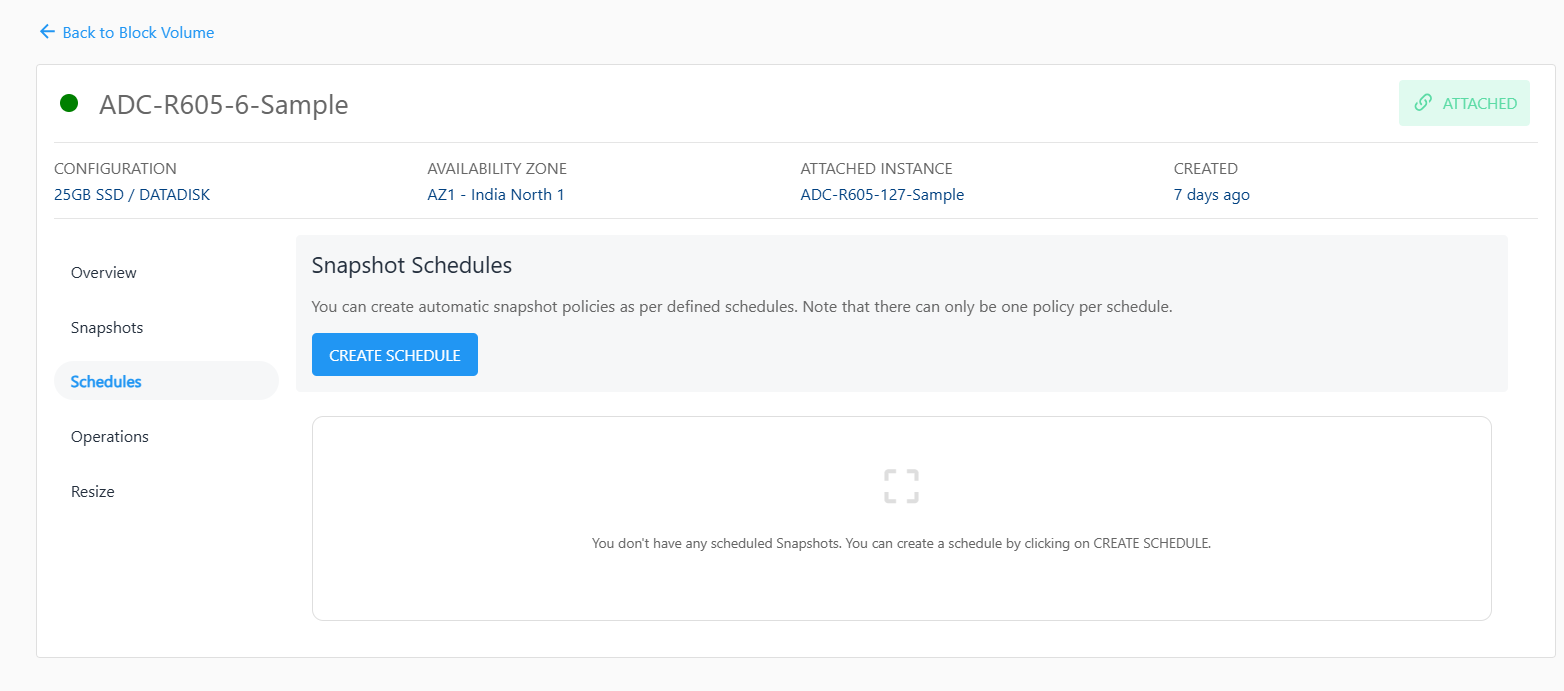 Back to Block Volume
ADC-R605-6-Sample
ATTACHED
CONFIGURATION
25GB SSD / DATADISK
AVAILABILITY ZONE
AZ1 - India North 1
ATTACHED INSTANCE
ADC-R605-127-Sample
CREATED
7 days ago
Overview
Snapshots
Schedules
Operations
Resize
Snapshot Schedules
You can create automatic snapshot policies as per defined schedules. Note that there can only be one policy per schedule.
CREATE SCHEDULE
You don't have any scheduled Snapshots. You can create a schedule by clicking on CREATE SCHEDULE.